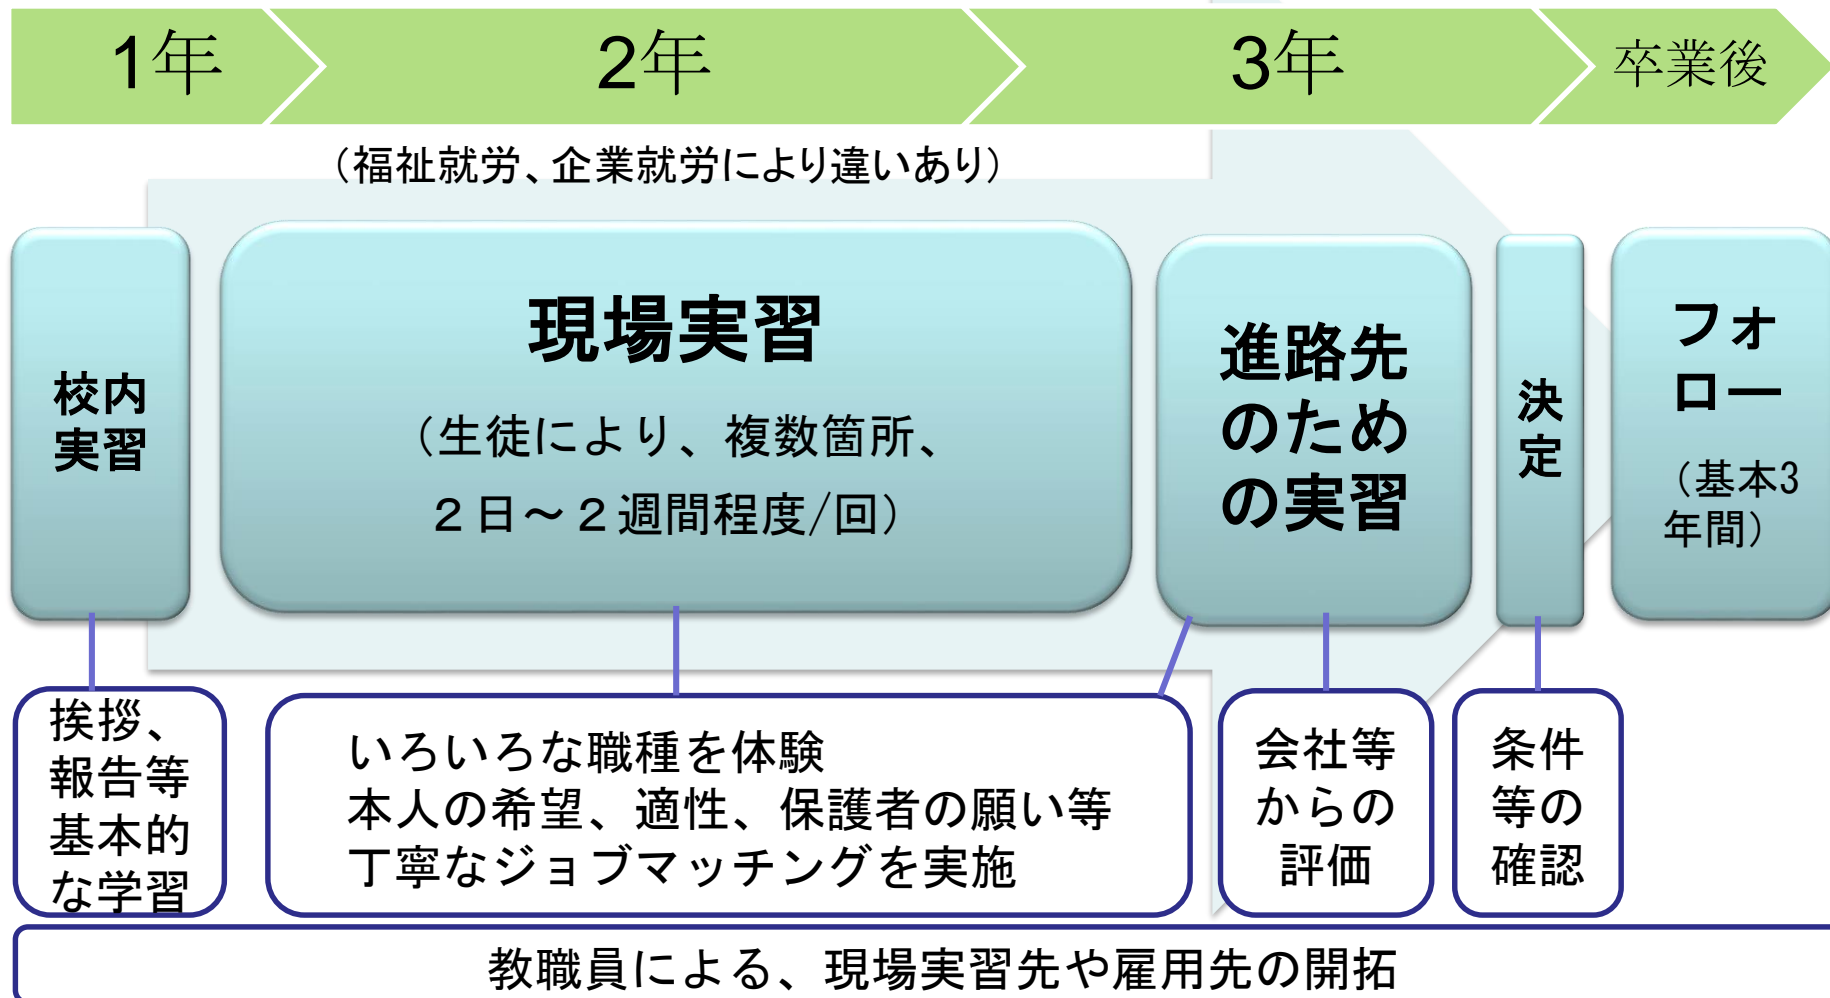 1年
2年
3年
卒業後
（福祉就労、企業就労により違いあり）
校内
実習
現場実習
（生徒により、複数箇所、
２日～２週間程度/回）
進路先
のため
の実習
決
定
フォ
ロー
（基本3
年間）
挨拶、
報告等
基本的
な学習
いろいろな職種を体験
本人の希望、適性、保護者の願い等
丁寧なジョブマッチングを実施
会社等
からの
評価
条件
等の
確認
教職員による、現場実習先や雇用先の開拓